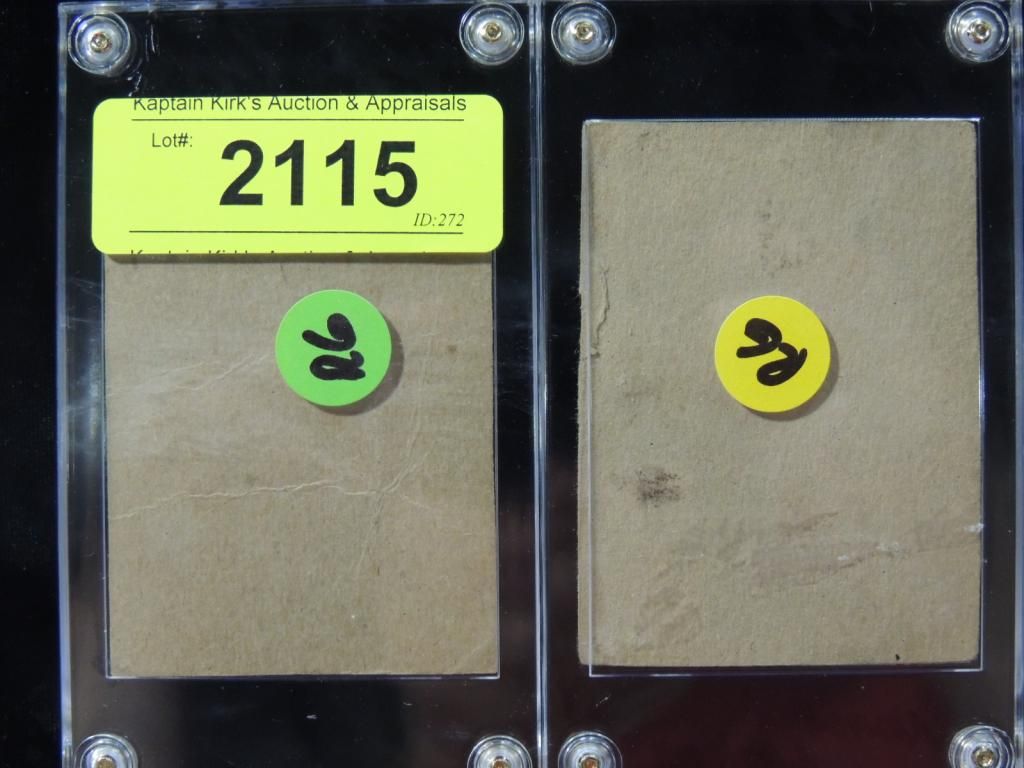 Kaptain Kirk's Auction & Appraisals
Lot#:
2115
ID:272